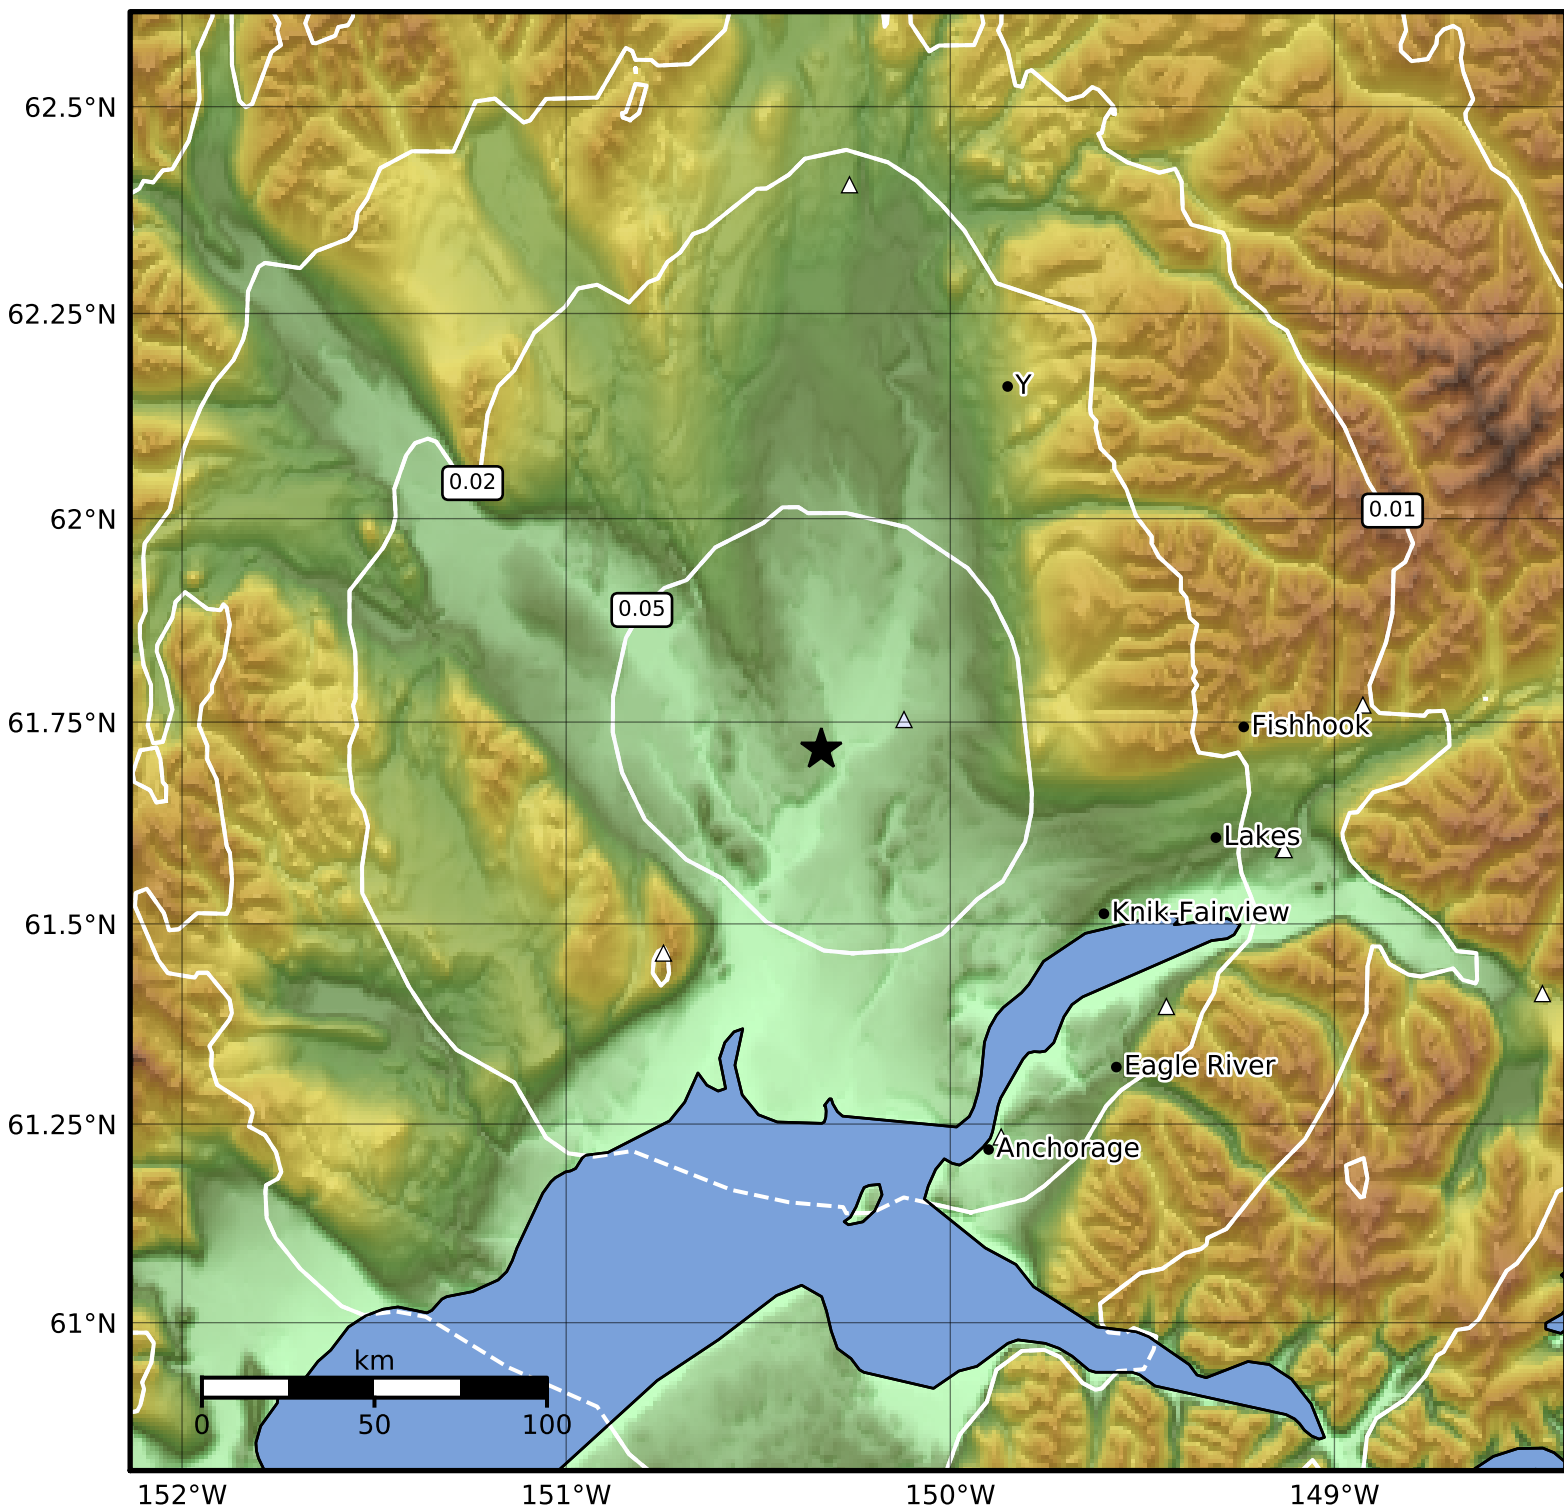 62.5°N
62.25°N
Y
0.02
62°N
0.01
0.05
61.75°N
Fishhook
Lakes
61.5°N
Knik-Fairview
Eagle River
61.25°N
Anchorage
61°N
km
0 50 100
152°W 151°W 150°W 149°W